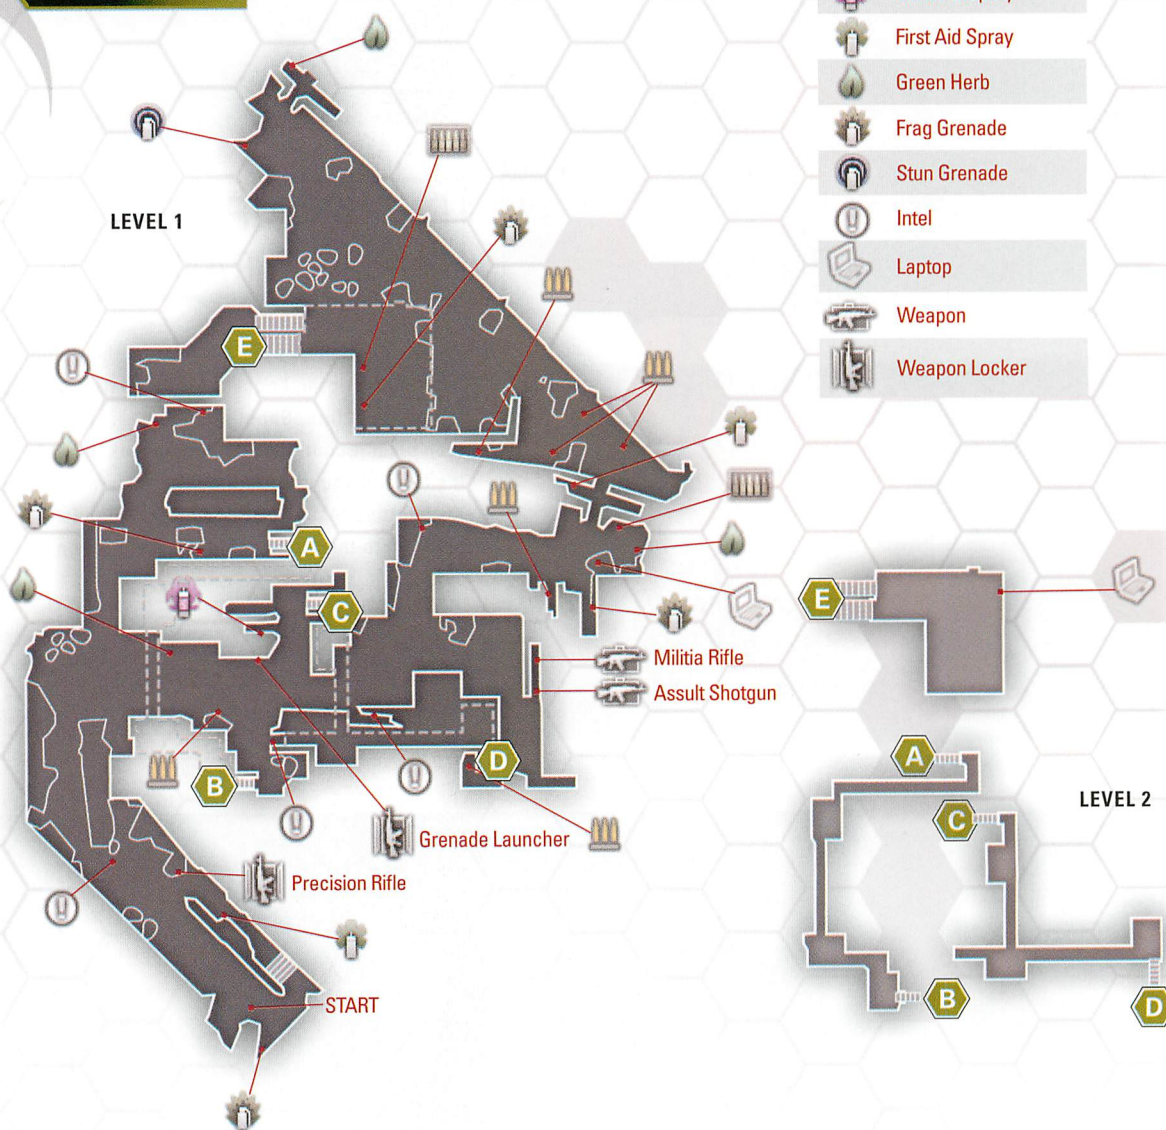 First Aid Spray
Green Herb
Frag Grenade
Stun Grenade
Intel
Laptop
Weapon
Weapon Locker
LEVEL 1
E
A
C
Militia Rifle
Assult Shotgun
D
B
Grenade Launcher
Precision Rifle
START
E
A
LEVEL 2
C
B
D